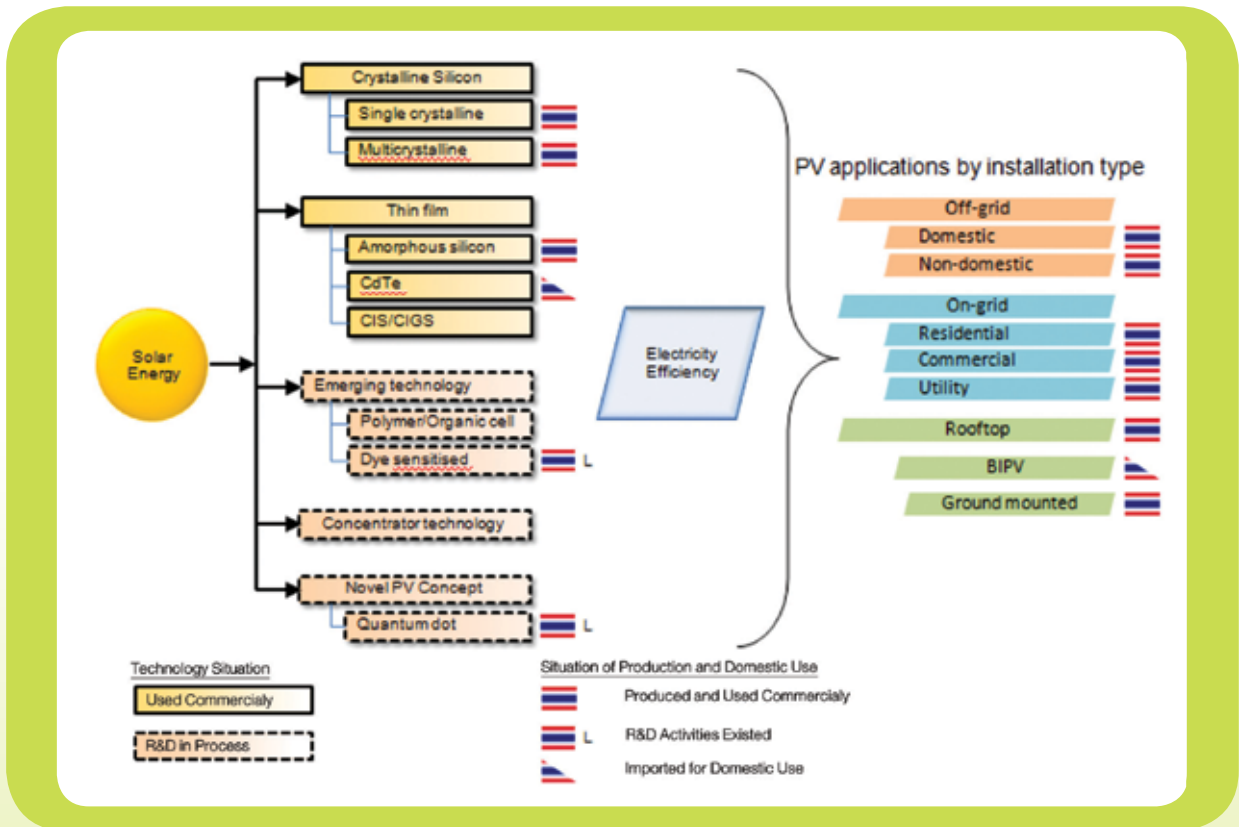 Crystalline Silicon
Single crystalline
Multicrystalline
Thin film
Amorphous silicon
CdTe
CIS/CIGS
Solar
Energy
Emerging technology
Polymer/Organic cell
Dye sensitised
L
Concentrator technology
Novel PV Concept
Quantum dot
L
Electricity
Efficiency
PV applications by installation type
Off-grid
Domestic
Non-domestic
On-grid
Residential
Commercial
Utility
Rooftop
BIPV
Ground mounted
Technology Situation
Used Commercialy
R&D in Process
Situation of Production and Domestic Use
Produced and Used Commercialy
L
R&D Activities Existed
Imported for Domestic Use